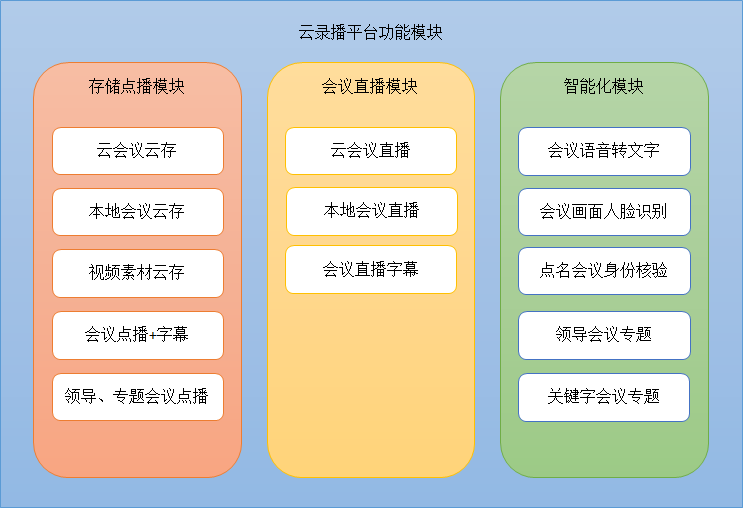 云录播平台功能模块
存储点播模块
云会议云存
本地会议云存
视频素材云存
会议点播+字幕
领导、专题会议点播
会议直播模块
云会议直播
本地会议直播
会议直播字幕
智能化模块
会议语音转文字
会议画面人脸识别
点名会议身份核验
领导会议专题
关键字会议专题